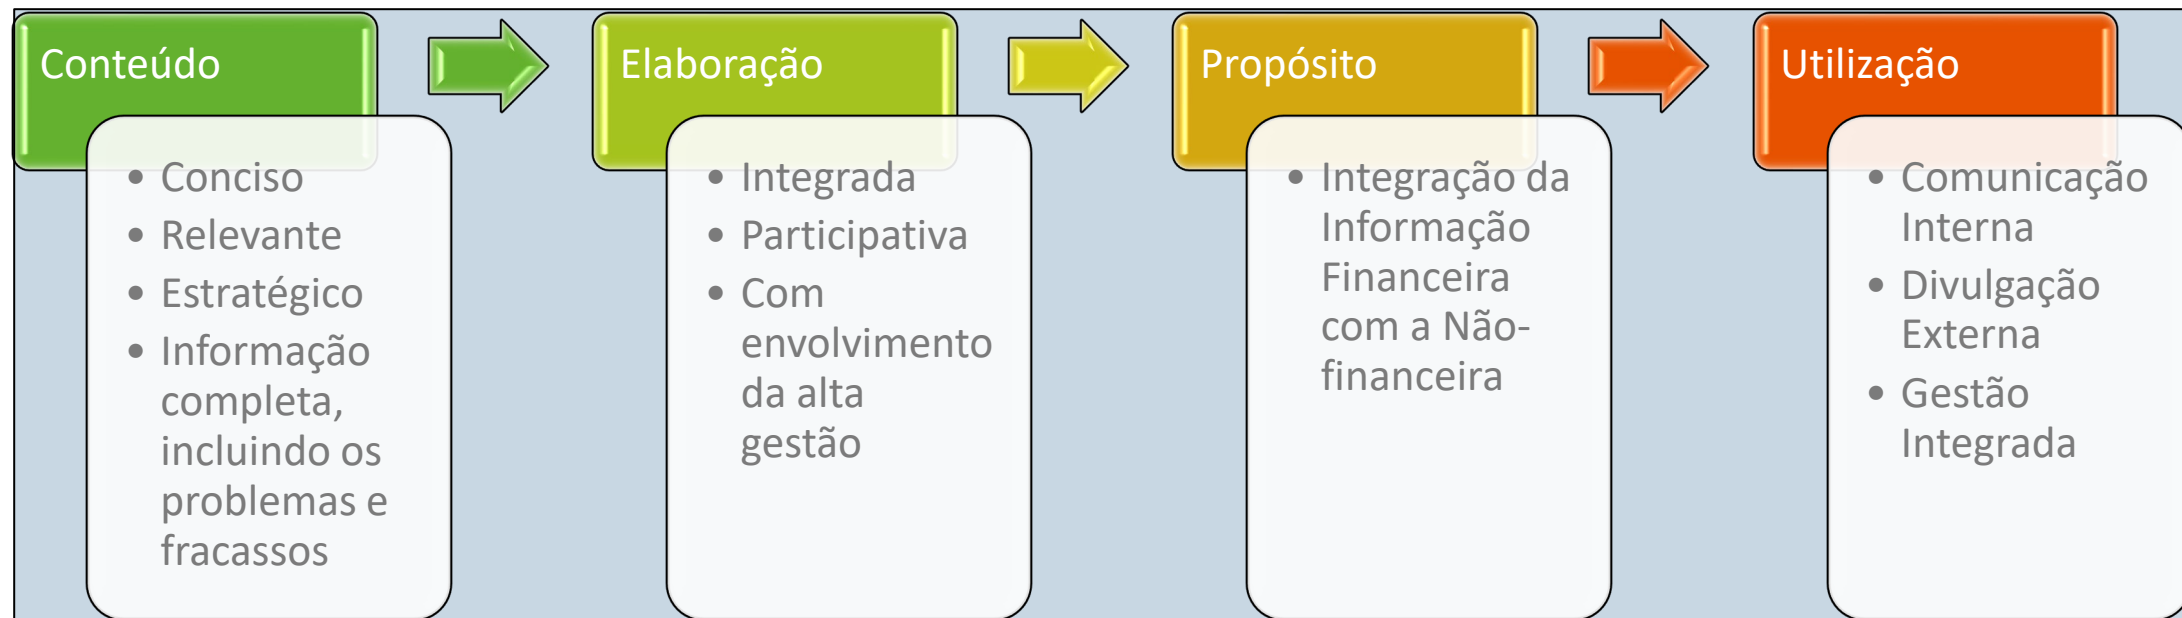 Conteúdo
• Conciso
• Relevante
• Estratégico
• Informação
completa,
incluindo os
problemas e
fracassos
Elaboração
• Integrada
• Participativa
• Com
envolvimento
da alta
gestão
Propósito
• Integração da
Informação
Financeira
com a Não-
financeira
Utilização
• Comunicação
Interna
• Divulgação
Externa
• Gestão
Integrada